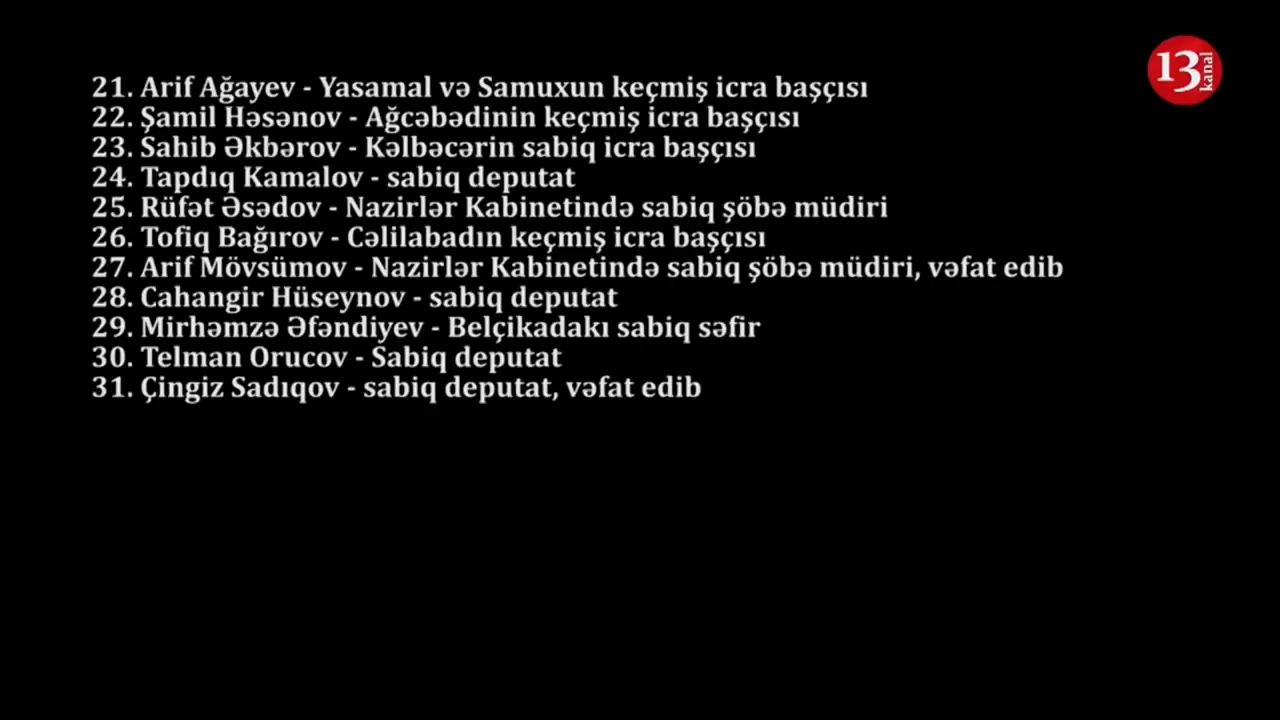 21. Arif Ağayev - Yasamal və Samuxun keçmiş icra başçısı
22. Şamil Həsənov - Ağcəbədinin keçmiş icra başçısı
23. Sahib Əkbərov - Kəlbəcərin sabiq icra başçısı
24. Tapdıq Kamalov - sabiq deputat
25. Rüfət Əsədov - Nazirlər Kabinetində sabiq şöbə müdiri
26. Tofiq Bağırov - Cəlilabadın keçmiş icra başçısı
27. Arif Mövsümov - Nazirlər Kabinetində sabiq şöbə müdiri, vəfat edib
28. Cahangir Hüseynov - sabiq deputat
29. Mirhəmzə Əfəndiyev - Belçikadakı sabiq səfir
30. Telman Orucov - Sabiq deputat
31. Çingiz Sadıqov - sabiq deputat, vəfat edib
13 kanal